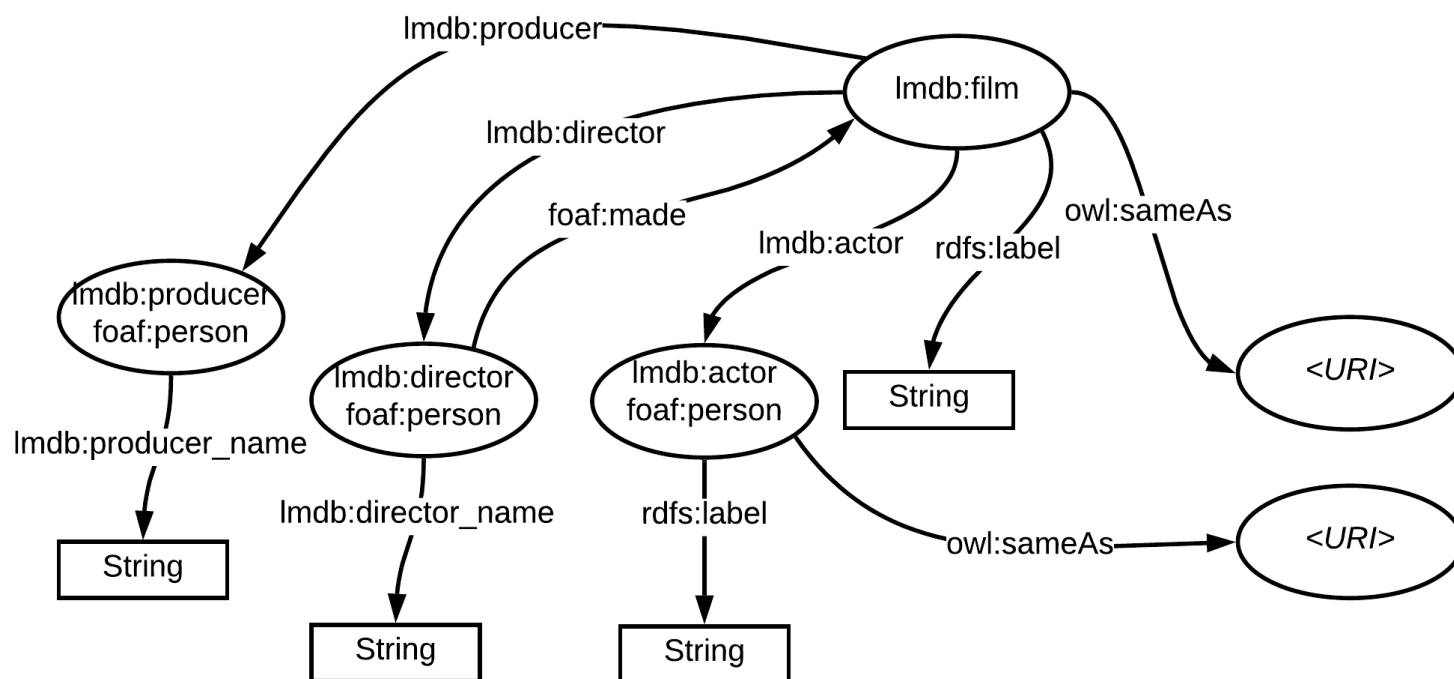 lmdb:producer
lmdb:film
lmdb:director
foaf:made
owl:sameAs
lmdb:actor
rdfs:label
lmdb:producer
foaf:person
lmdb:director
foaf:person
lmdb:actor
foaf:person
String
<URI>
lmdb:producer_name
lmdb:director_name
rdfs:label
owl:sameAs
<URI>
String
String
String